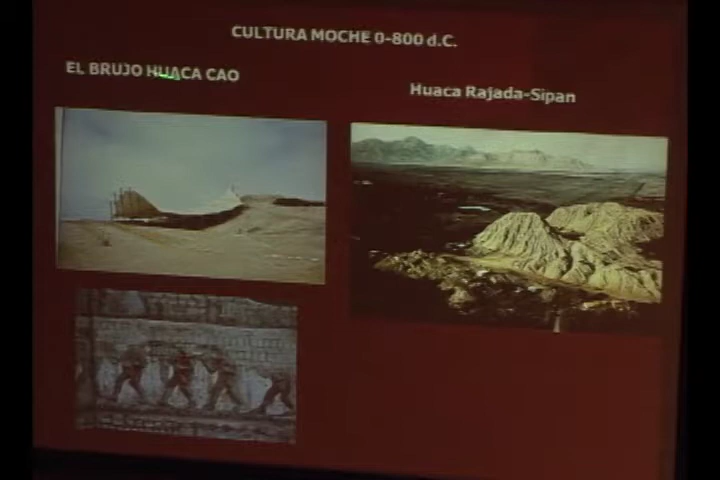 CULTURA MOCHE 0-800 d.C.
EL BRUJO HUACA CAO
Huaca Rajada-Sipan